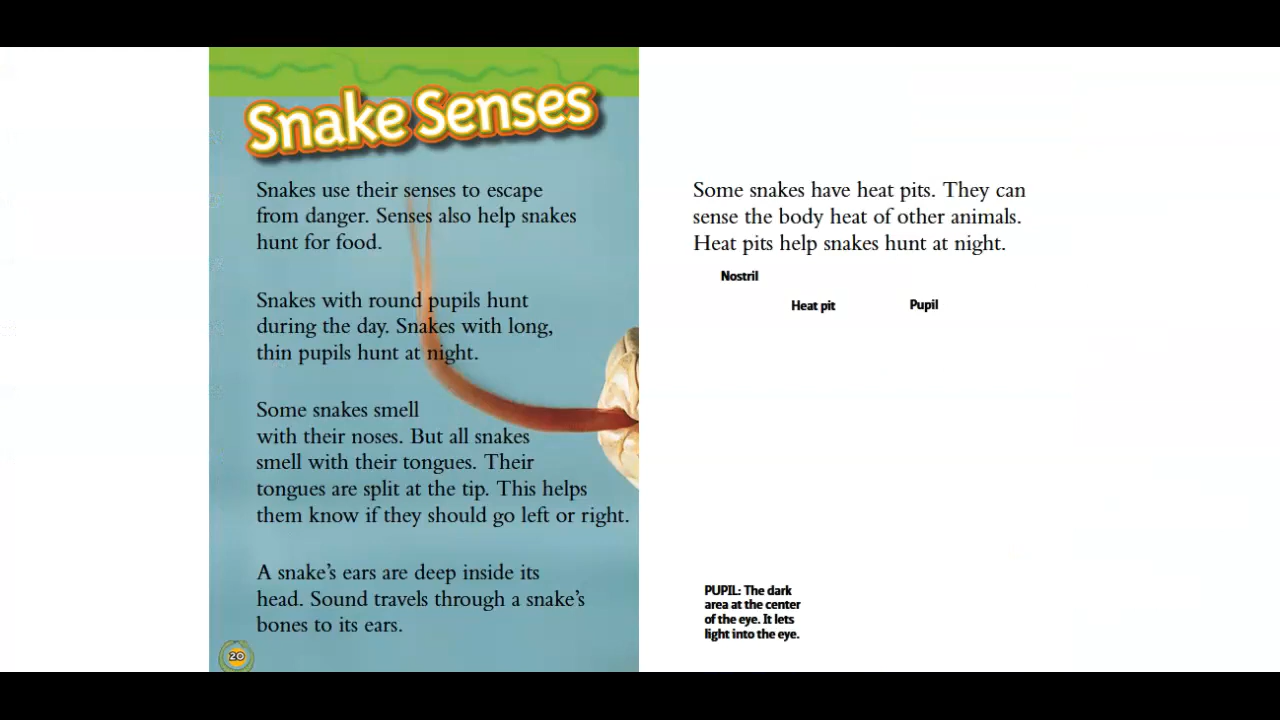 Snake Senses
Snakes use their senses to escape
from danger. Senses also help snakes
hunt for food.
Snakes with round pupils hunt
during the day. Snakes with long,
thin pupils hunt at night.
Some snakes smell
with their noses. But all snakes
smell with their tongues. Their
tongues are split at the tip. This helps
them know if they should go left or right.
A snake's ears are deep inside its
head. Sound travels through a snake's
bones to its ears.
20
Some snakes have heat pits. They can
sense the body heat of other animals.
Heat pits help snakes hunt at night.
Nostril
Heat pit
Pupil
PUPIL: The dark
area at the center
of the eye. It lets
light into the eye.